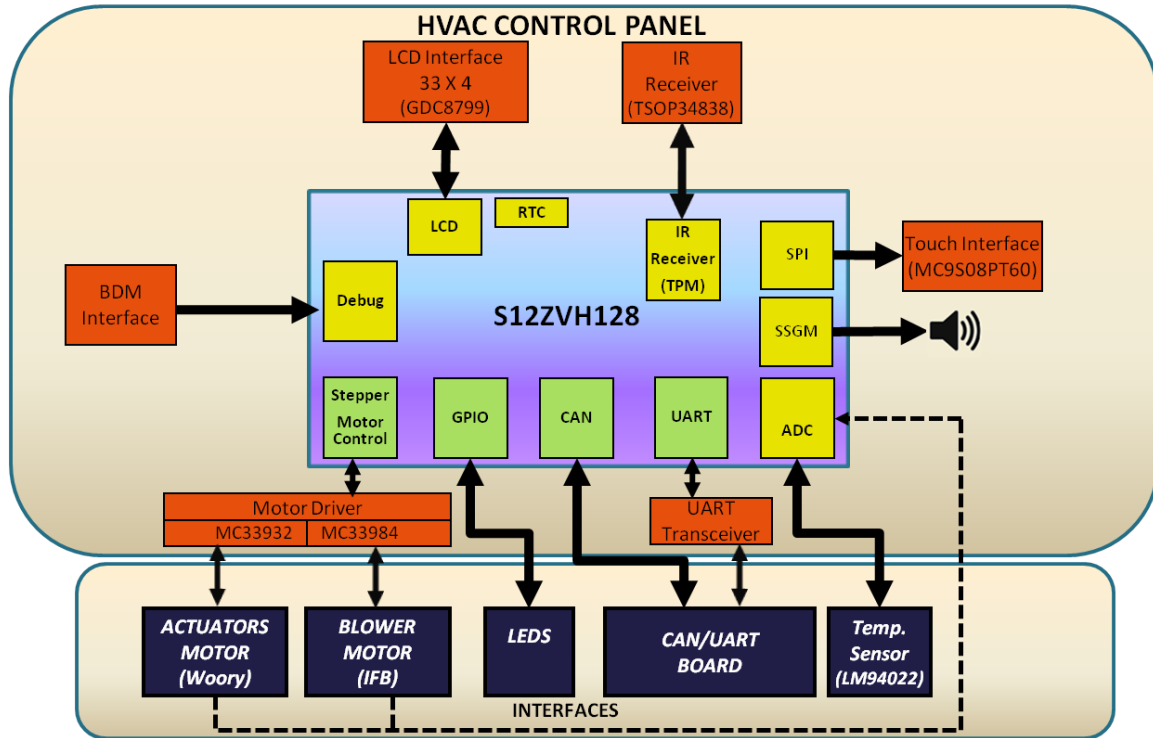 HVAC CONTROL PANEL
LCD Interface
33 X 4
(GDC8799)
IR
Receiver
(TSOP34838)
LCD
RTC
IR
Receiver
(TPM)
SPI
Touch Interface
(MC9S08PT60)
BDM
Interface
Debug
S12ZVH128
SSGM
Stepper
Motor
Control
GPIO
CAN
UART
ADC
Motor Driver
MC33932
MC33984
UART
Transceiver
ACTUATORS
MOTOR
(Woory)
BLOWER
MOTOR
(IFB)
LEDS
CAN/UART
BOARD
Temp.
Sensor
(LM94022)
INTERFACES